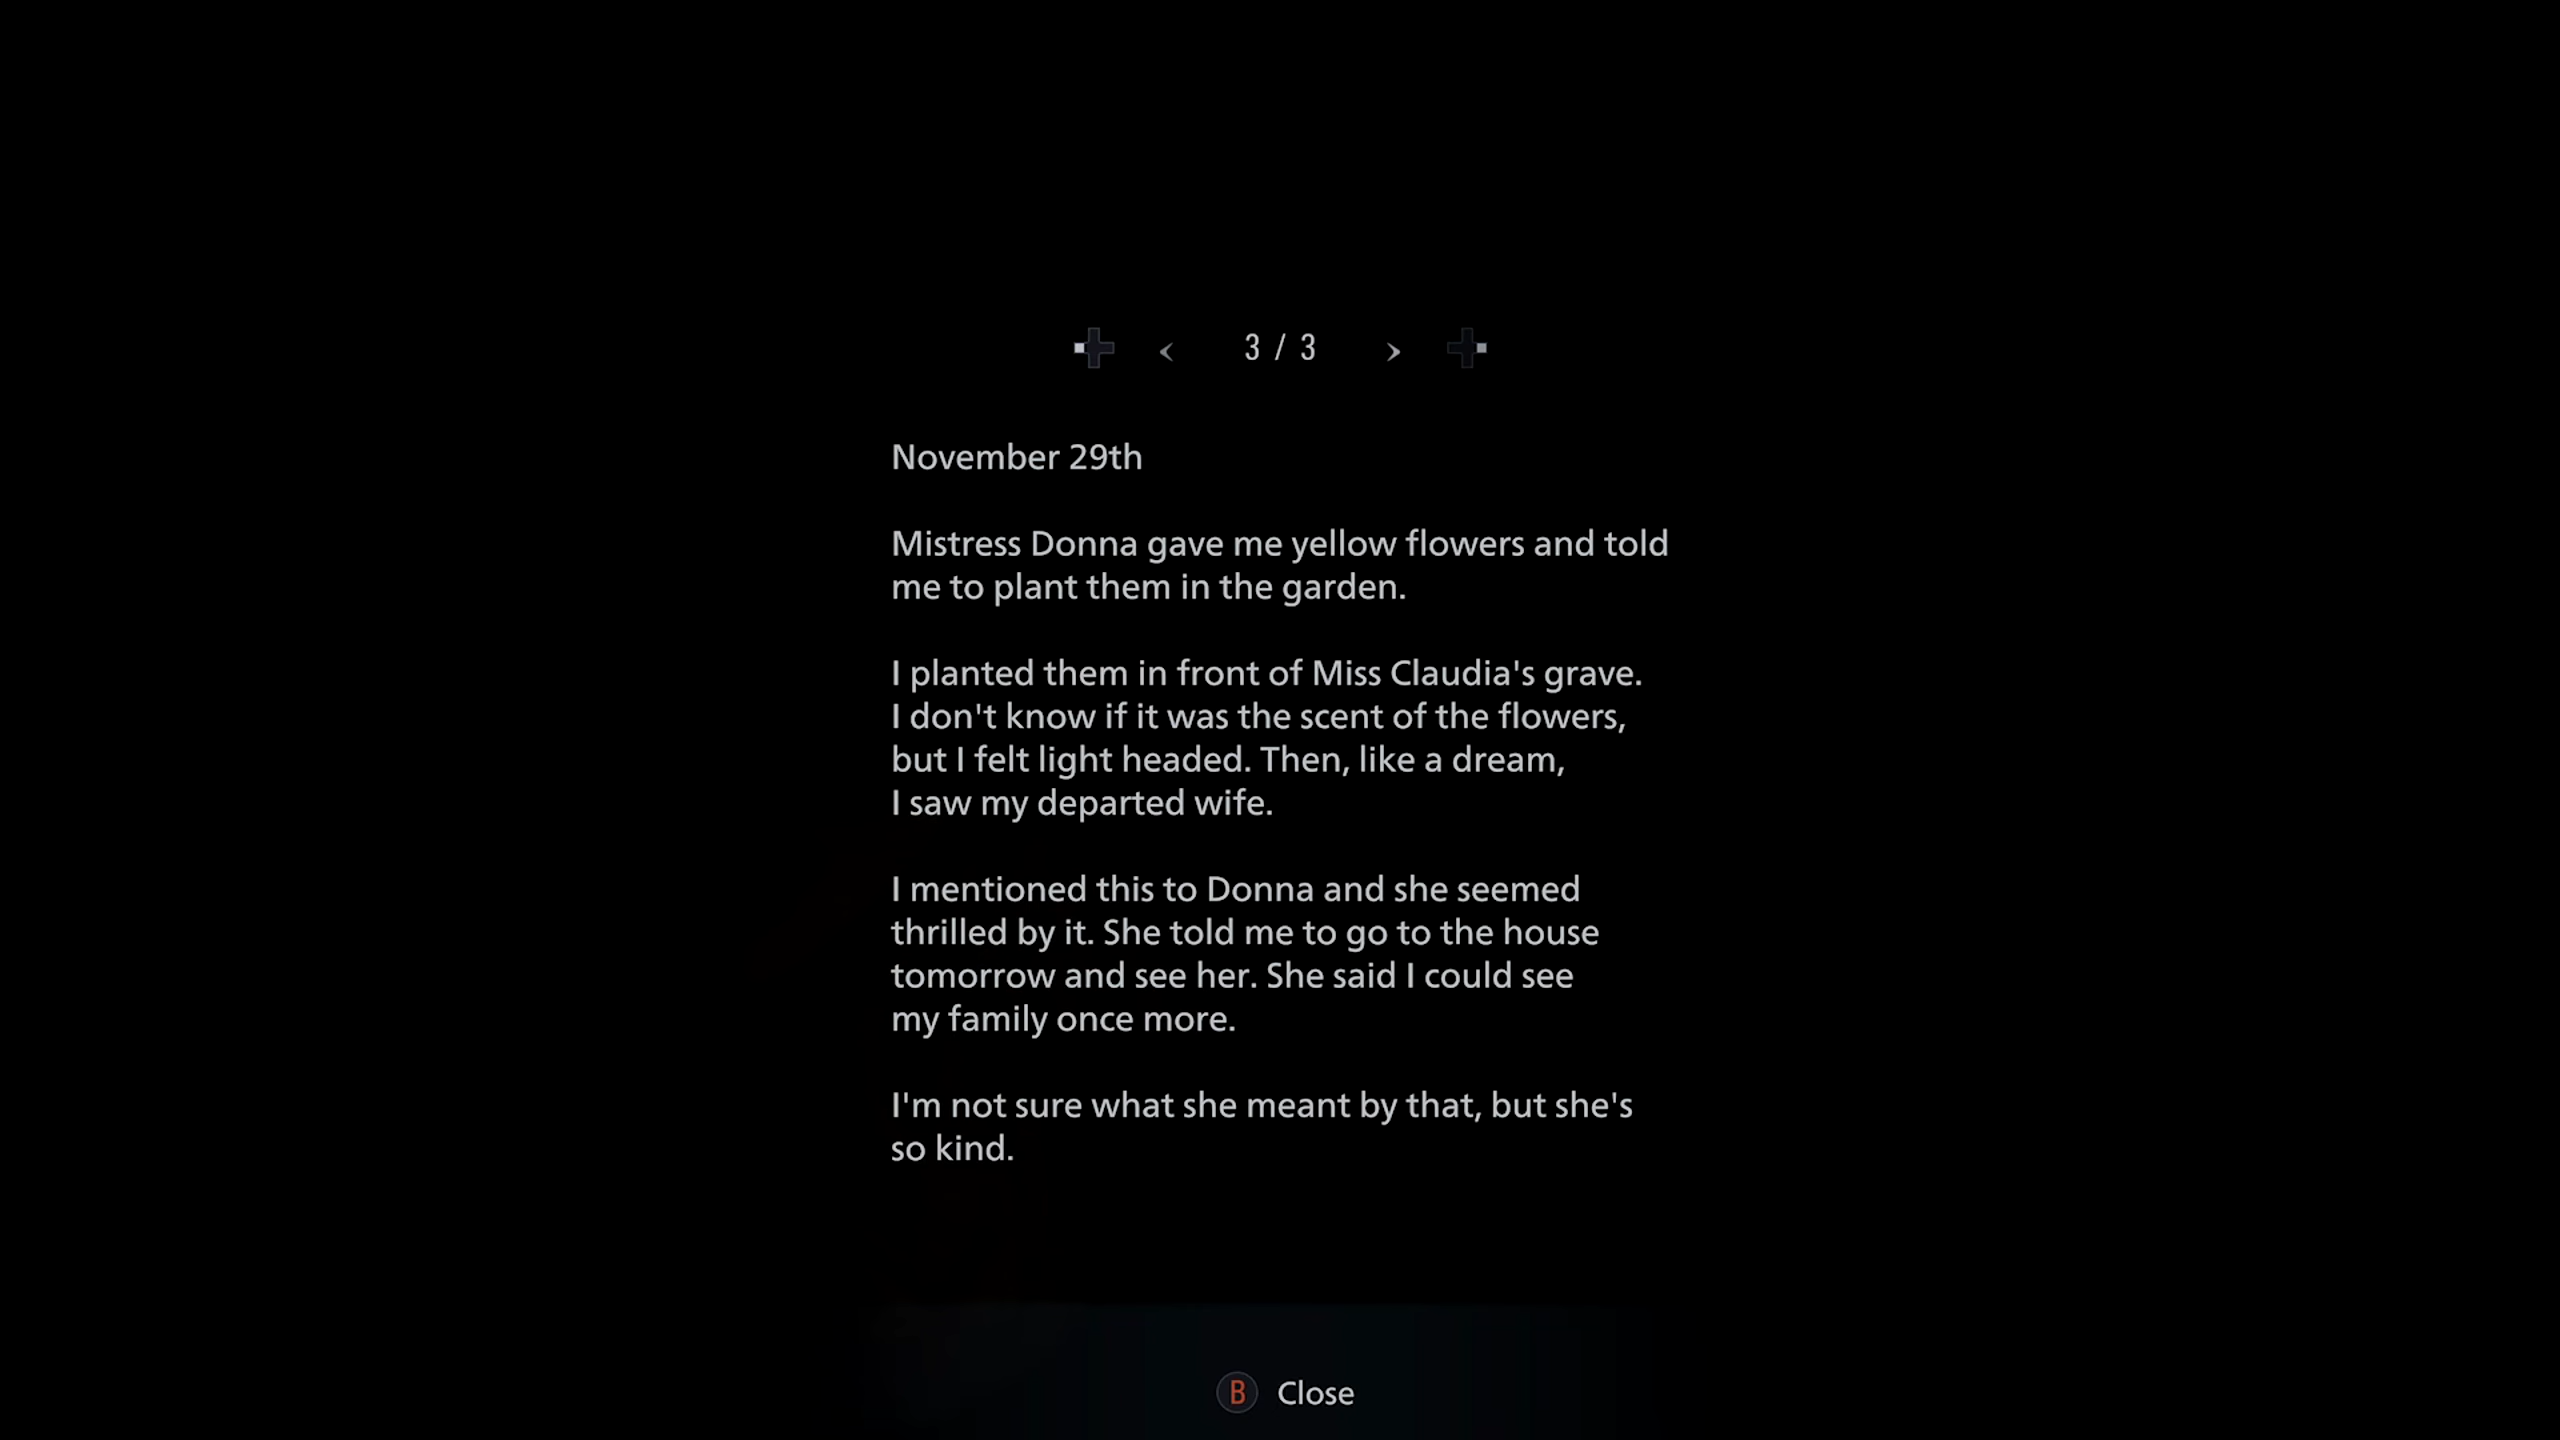 < 3 / 3 >
November 29th
Mistress Donna gave me yellow flowers and told
me to plant them in the garden.
I planted them in front of Miss Claudia's grave.
I don't know if it was the scent of the flowers,
but I felt light headed. Then, like a dream,
I saw my departed wife.
I mentioned this to Donna and she seemed
thrilled by it. She told me to go to the house
tomorrow and see her. She said I could see
my family once more.
I'm not sure what she meant by that, but she's
so kind.
B Close